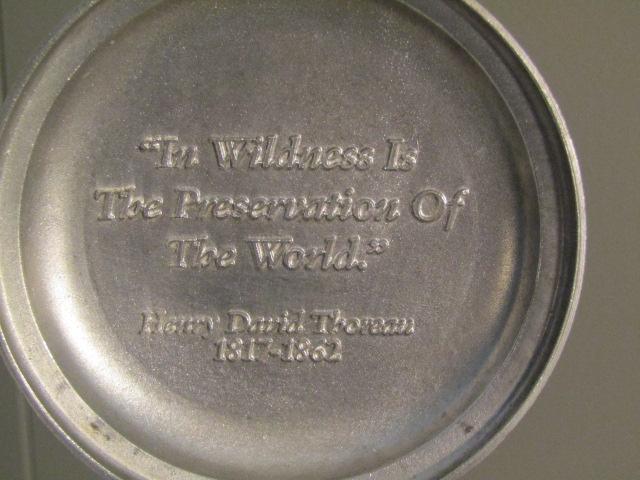 “In Wildness Is
The Preservation Of
The World.”
Henry David Thoreau
1817-1862